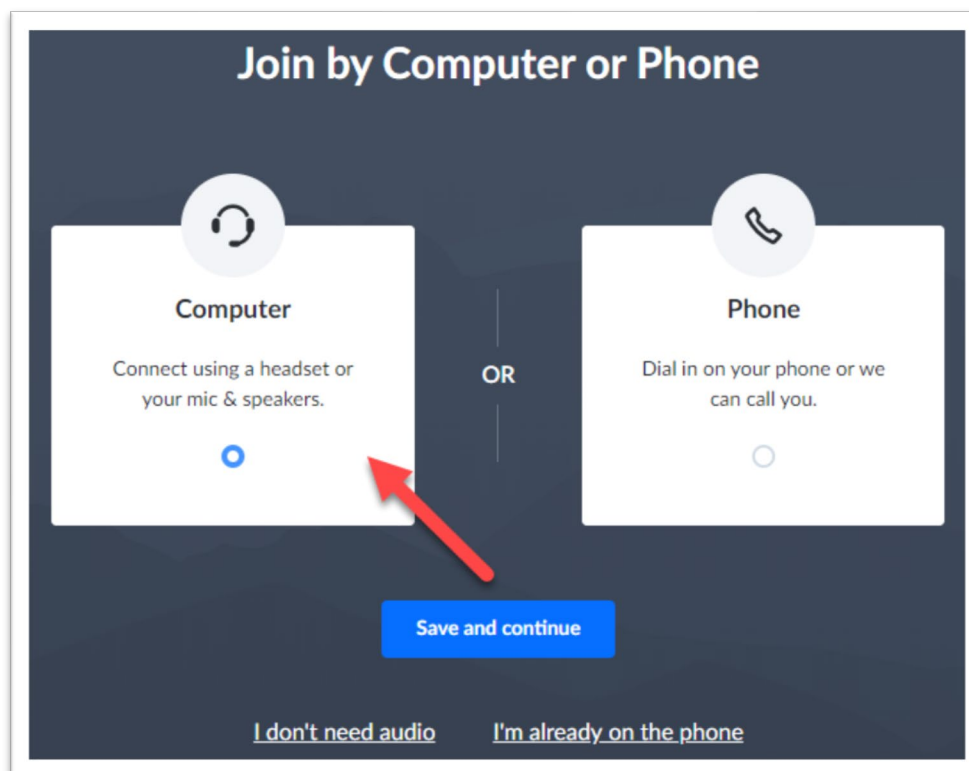 Join by Computer or Phone
Computer
Connect using a headset or
your mic & speakers.
OR
Phone
Dial in on your phone or we
can call you.
Save and continue
I don't need audio
I'm already on the phone